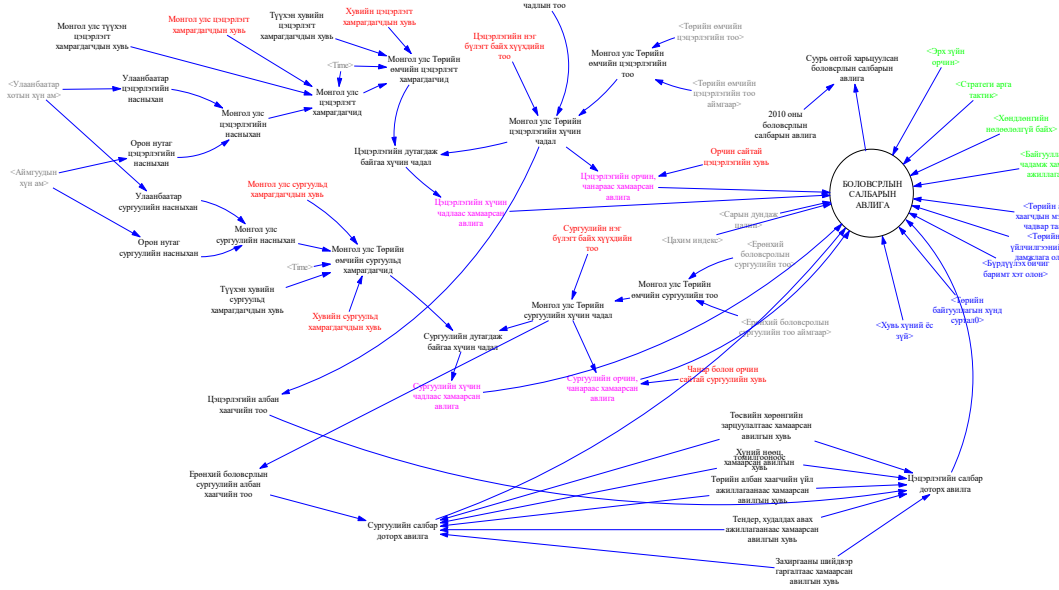 чадлын тоо
Монгол улс түүхэн
цэцэрлэгт
хамрагдагчдын хувь
Монгол улс цэцэрлэгт
хамрагдагчдын хувь
Түүхэн хувийн
цэцэрлэгт
хамрагдагчдын хувь
Хувийн цэцэрлэгт
хамрагдагчдын хувь
Цэцэрлэгийн нэг
бүлэгт байх хүүхдийн
тоо
<Төрийн өмчийн
цэцэрлэгийн тоо>
Монгол улс Төрийн
өмчийн цэцэрлэгийн
тоо
<Төрийн өмчийн
цэцэрлэгийн тоо
аймгаар>
Суурь онтой харьцуулсан
боловсролын салбарын
авлига
2010 оны
боловсрлын
салбарын авлига
<Эрх зүйн
орчин>
<Стратеги арга
тактик>
<Хөндлөнгийн
нөлөөлөлгүй байх>
<Time>
Монгол улс Төрийн
өмчийн цэцэрлэгт
хамрагдагчид
<Улаанбаатар
хотын хүн ам>
Улаанбаатар
цэцэрлэгийн
насныхан
Монгол улс
цэцэрлэгийн
насныхан
Монгол улс
цэцэрлэгт
хамрагдагчид
Монгол улс Төрийн
цэцэрлэгийн хүчин
чадал
Орон нутаг
цэцэрлэгийн
насныхан
<Аймгуудын
хүн ам>
Цэцэрлэгийн дутагдаж
байгаа хүчин чадал
Орчин сайтай
цэцэрлэгийн хувь
Цэцэрлэгийн орчин,
чанараас хамаарсан
авлига
БОЛОВСРЛЫН
САЛБАРЫН
АВЛИГА
Улаанбаатар
сургуулийн насныхан
Монгол улс сургуульд
хамрагдагчдын хувь
Цэцэрлэгийн хүчин
чадлаас хамаарсан
авлига
<Сарын дундаж
<Цахим индекс>
Орон нутаг
сургуулийн насныхан
Монгол улс
сургуулийн насныхан
Монгол улс Төрийн
өмчийн сургуульд
хамрагдагчид
<Time>
Түүхэн хувийн
сургуульд
хамрагдагчдын хувь
Хувийн сургуульд
хамрагдагчдын хувь
Сургуулийн нэг
бүлэгт байх хүүхдийн
тоо
<Ерөнхий
боловсролын
сургуулийн тоо>
Монгол улс Төрийн
өмчийн сургуулийн тоо
<Ерөнхий боловсролын
сургуулийн тоо аймгаар>
Монгол улс Төрийн
сургуулийн хүчин чадал
Сургуулийн дутагдаж
байгаа хүчин чадал
Сургуулийн хүчин
чадлаас хамаарсан
авлига
Сургуулийн орчин,
чанараас хамаарсан
авлига
Чанар болон орчин
сайтай сургуулийн хувь
<Бүрдүүлэх бичиг
баримт хэт олон>
<Төрийн
байгууллагын хүнд
суртал0>
<Хувь хүний ёс
зүй>
Цэцэрлэгийн албан
хаагчийн тоо
Ерөнхий боловсрлын
сургуулийн албан
хаагчийн тоо
Сургуулийн салбар
доторх авилга
Төсвийн хөрөнгийн
зарцуулалтаас хамаарсан
авилгын хувь
Хүний нөөц,
томилгооноос
хамаарсан авилгын
хувь
Төрийн албан хаагчийн үйл
ажиллагаанаас хамаарсан
авилгын хувь
Тендер, худалдах авах
ажиллагаанаас хамаарсан
авилгын хувь
Захиргааны шийдвэр
гаргалтаас хамаарсан
авилгын хувь
Цэцэрлэгийн салбар
доторх авилга